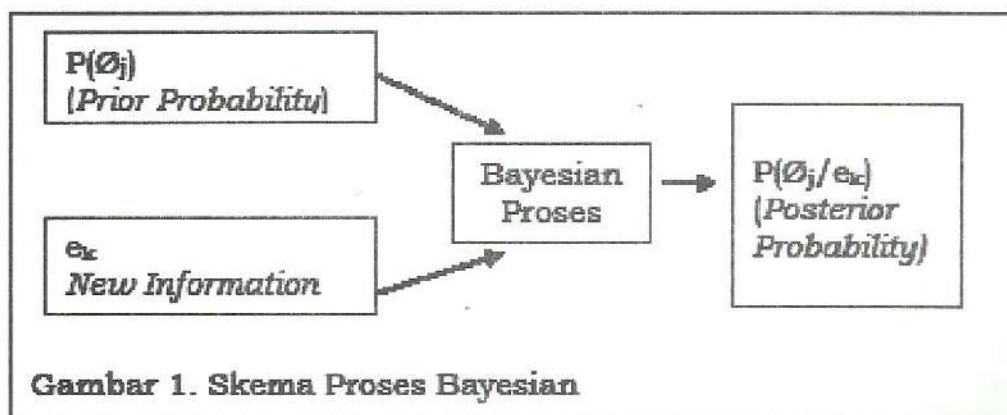 P(Øj)
(Prior Probability)
ek
New Information
Bayesian
Proses
P(Øj/ek)
(Posterior
Probability)
Gambar 1. Skema Proses Bayesian